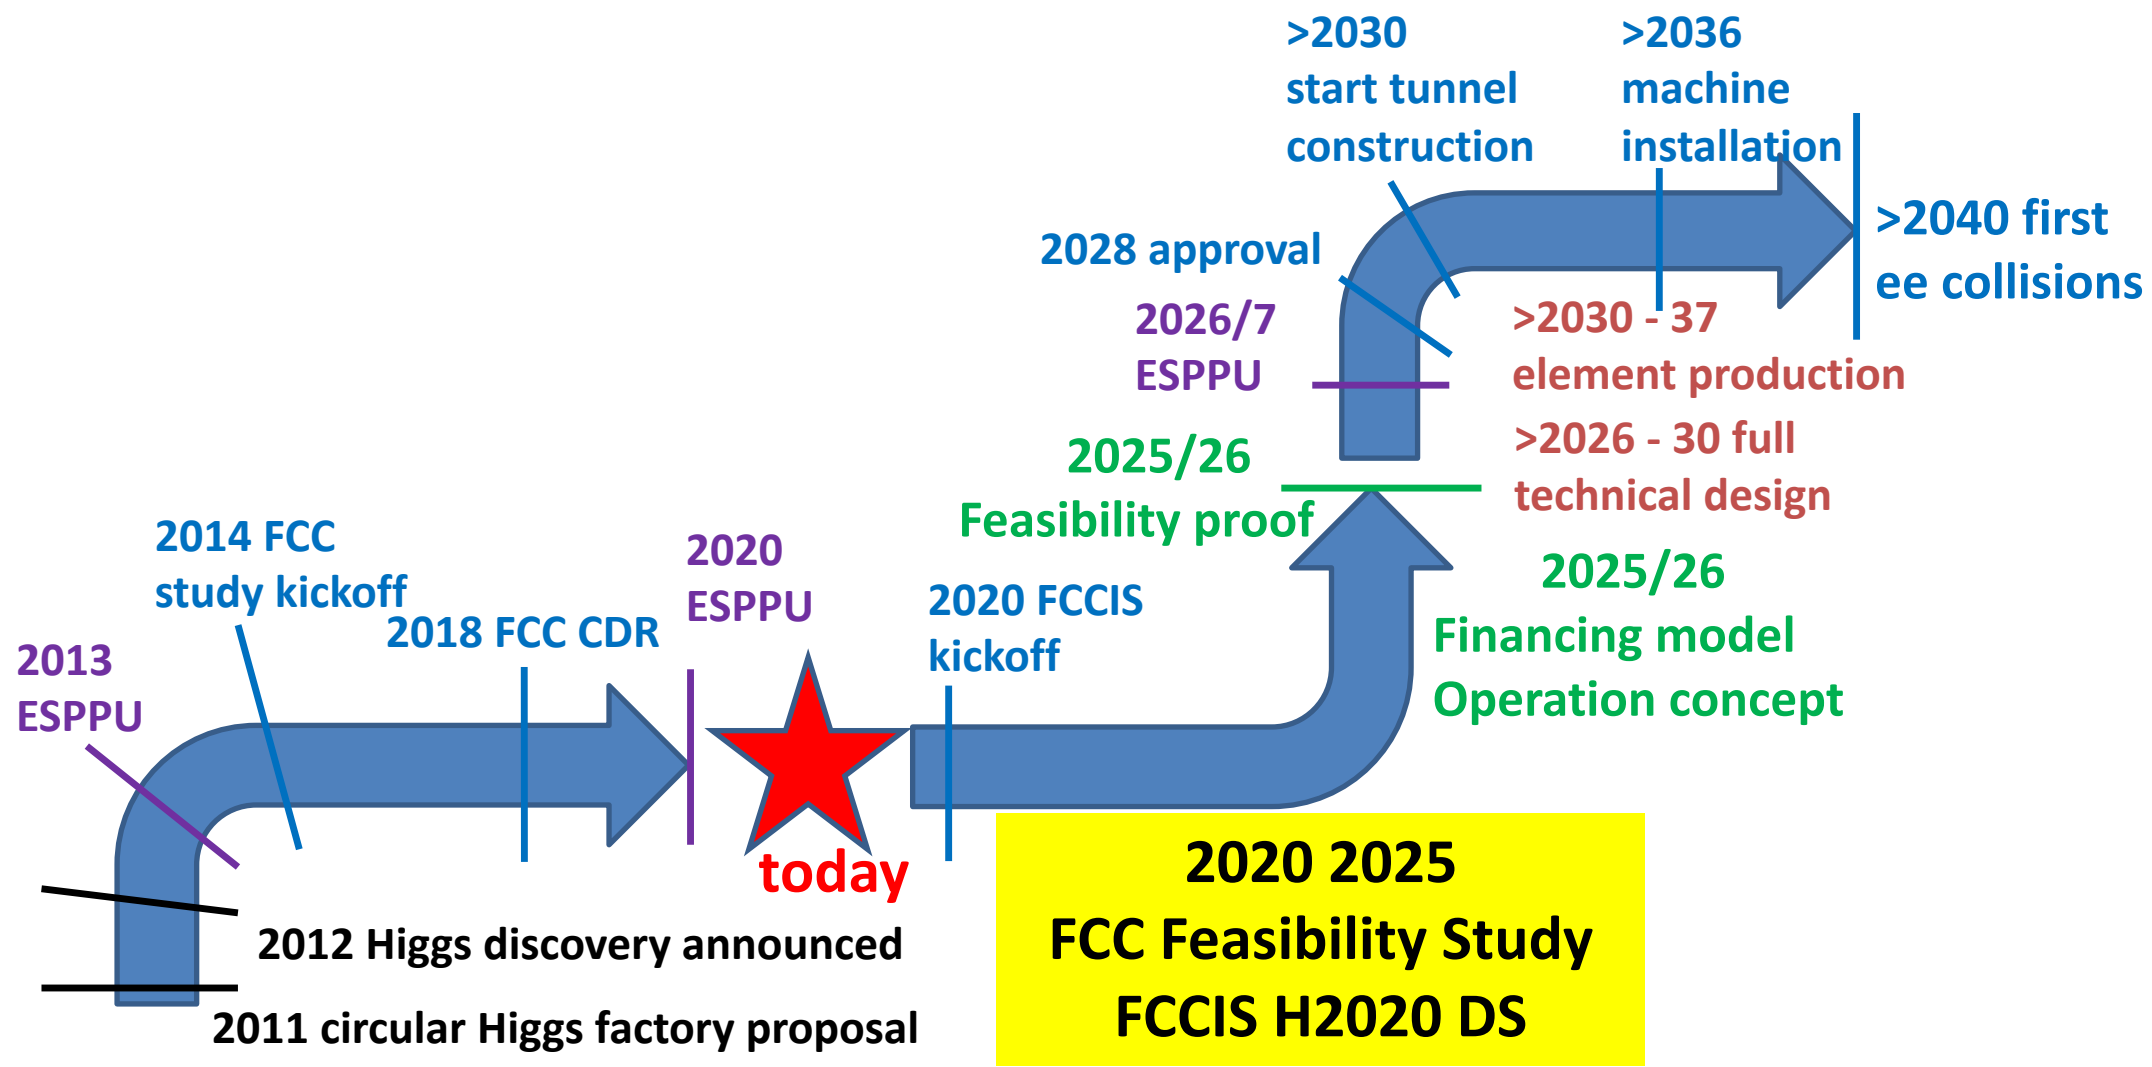 2011 circular Higgs factory proposal
2012 Higgs discovery announced
2013
ESPPU
2014 FCC
study kickoff
2018 FCC CDR
2020
ESPPU
today
2020 FCCIS
kickoff
2020 2025
FCC Feasibility Study
FCCIS H2020 DS
2025/26
Feasibility proof
2025/26
Financing model
Operation concept
2026/7
ESPPU
2028 approval
>2026 - 30 full
technical design
>2030 - 37
element production
>2030
start tunnel
construction
>2036
machine
installation
>2040 first
ee collisions